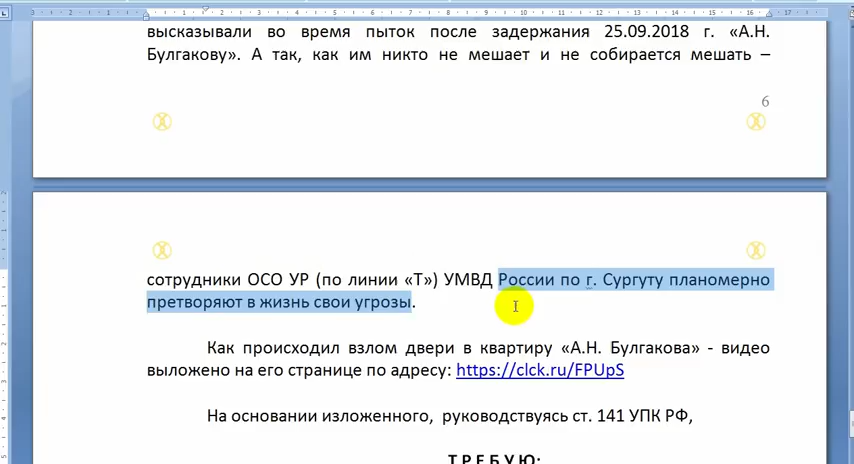 высказывали во время пыток после задержания 25.09.2018 г. «А.Н.
Булгакову». А так, как им никто не мешает и не собирается мешать –
6
сотрудники ОСО УР (по линии «Т») УМВД России по г. Сургуту планомерно
претворяют в жизнь свои угрозы.
Как происходил взлом двери в квартиру «А.Н. Булгакова» - видео
выложено на его странице по адресу: https://clck.ru/FPUpS
На основании изложенного, руководствуясь ст. 141 УПК РФ,
Т Р Е Б У Ю: